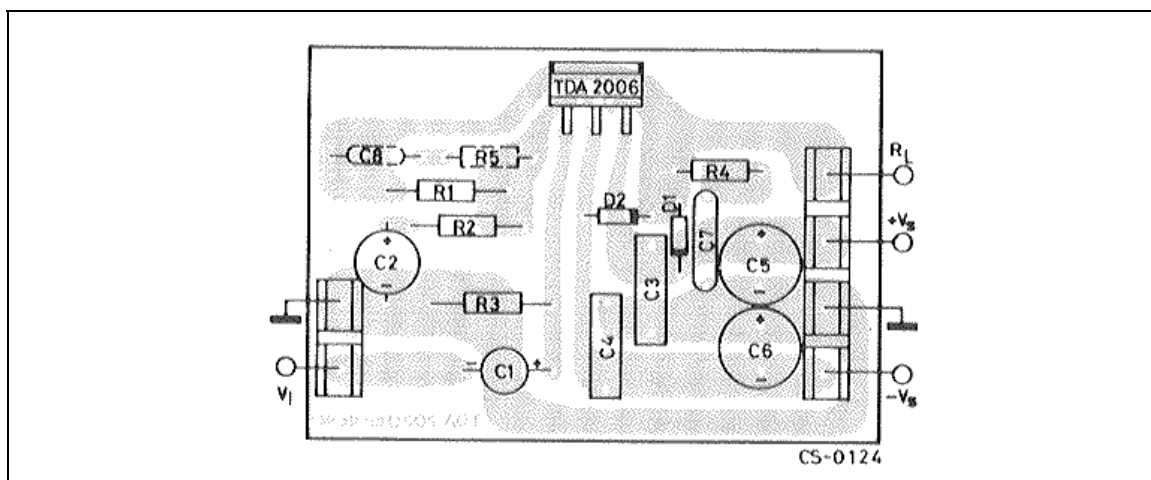 TDA 2006
C8
R5
R1
R2
C2
R3
C1
D2
R4
D1
C7
C3
C4
C5
C6
+
-
+
-
+
-
-
+
RL
+Vs
-Vs
Vi
CS-0124